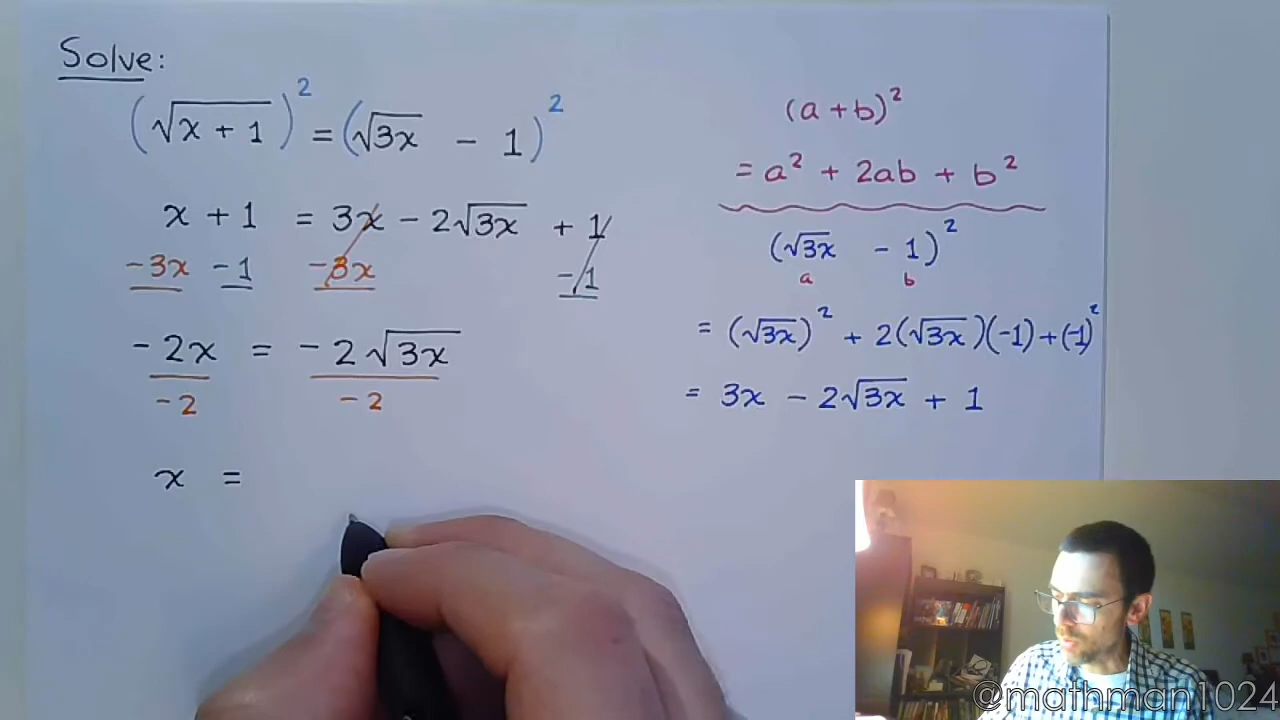 Solve:
(√(x + 1))² = (√(3x) - 1)²
x + 1 = 3x - 2√(3x) + 1
-3x -1 -3x -1
-2x = -2√(3x)
-2 -2
x =
(a + b)²
= a² + 2ab + b²
(√(3x) - 1)²
a b
= (√(3x))² + 2(√(3x))(-1) + (-1)²
= 3x - 2√(3x) + 1
@mathman1024